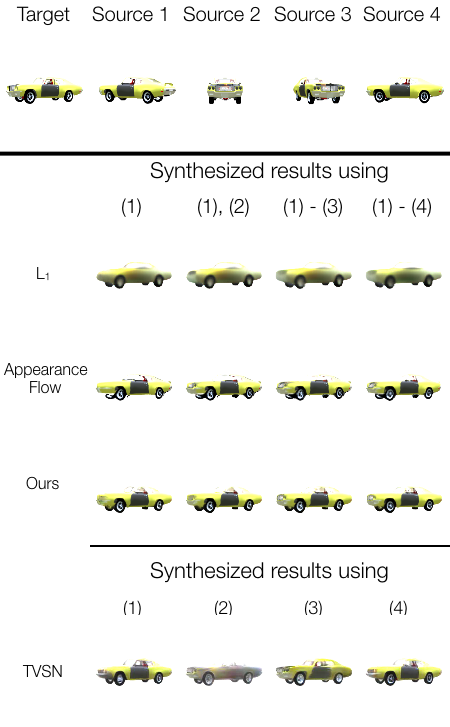 Target Source 1 Source 2 Source 3 Source 4
Synthesized results using
(1) (1), (2) (1) - (3) (1) - (4)
L₁
Appearance
Flow
Ours
Synthesized results using
(1) (2) (3) (4)
TVSN